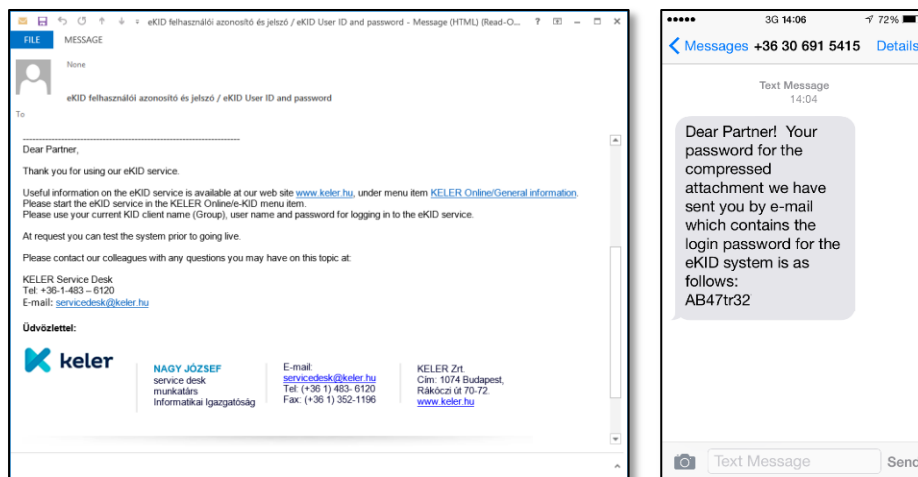 eKID felhasználói azonosító és jelszó / eKID User ID and password - Message (HTML) (Read-O...
FILE MESSAGE
None
eKID felhasználói azonosító és jelszó / eKID User ID and password
To
Dear Partner,
Thank you for using our eKID service.
Useful information on the eKID service is available at our web site www.keler.hu, under menu item KELER Online/General information.
Please start the eKID service in the KELER Online/e-KID menu item.
Please use your current KID client name (Group), user name and password for logging in to the eKID service.
At request you can test the system prior to going live.
Please contact our colleagues with any questions you may have on this topic at:
KELER Service Desk
Tel: +36-1-483 – 6120
E-mail: servicedesk@keler.hu
Üdvözlettel:
keler
NAGY JÓZSEF
service desk
munkatárs
Informatikai Igazgatóság
E-mail:
servicedesk@keler.hu
Tel: (+36 1) 483- 6120
Fax: (+36 1) 352-1196
KELER Zrt.
Cím: 1074 Budapest,
Rákóczi út 70-72.
www.keler.hu
3G 14:06 72%
Messages +36 30 691 5415 Details
Text Message
14:04
Dear Partner! Your
password for the
compressed
attachment we have
sent you by e-mail
which contains the
login password for the
eKID system is as
follows:
AB47tr32
Text Message Send